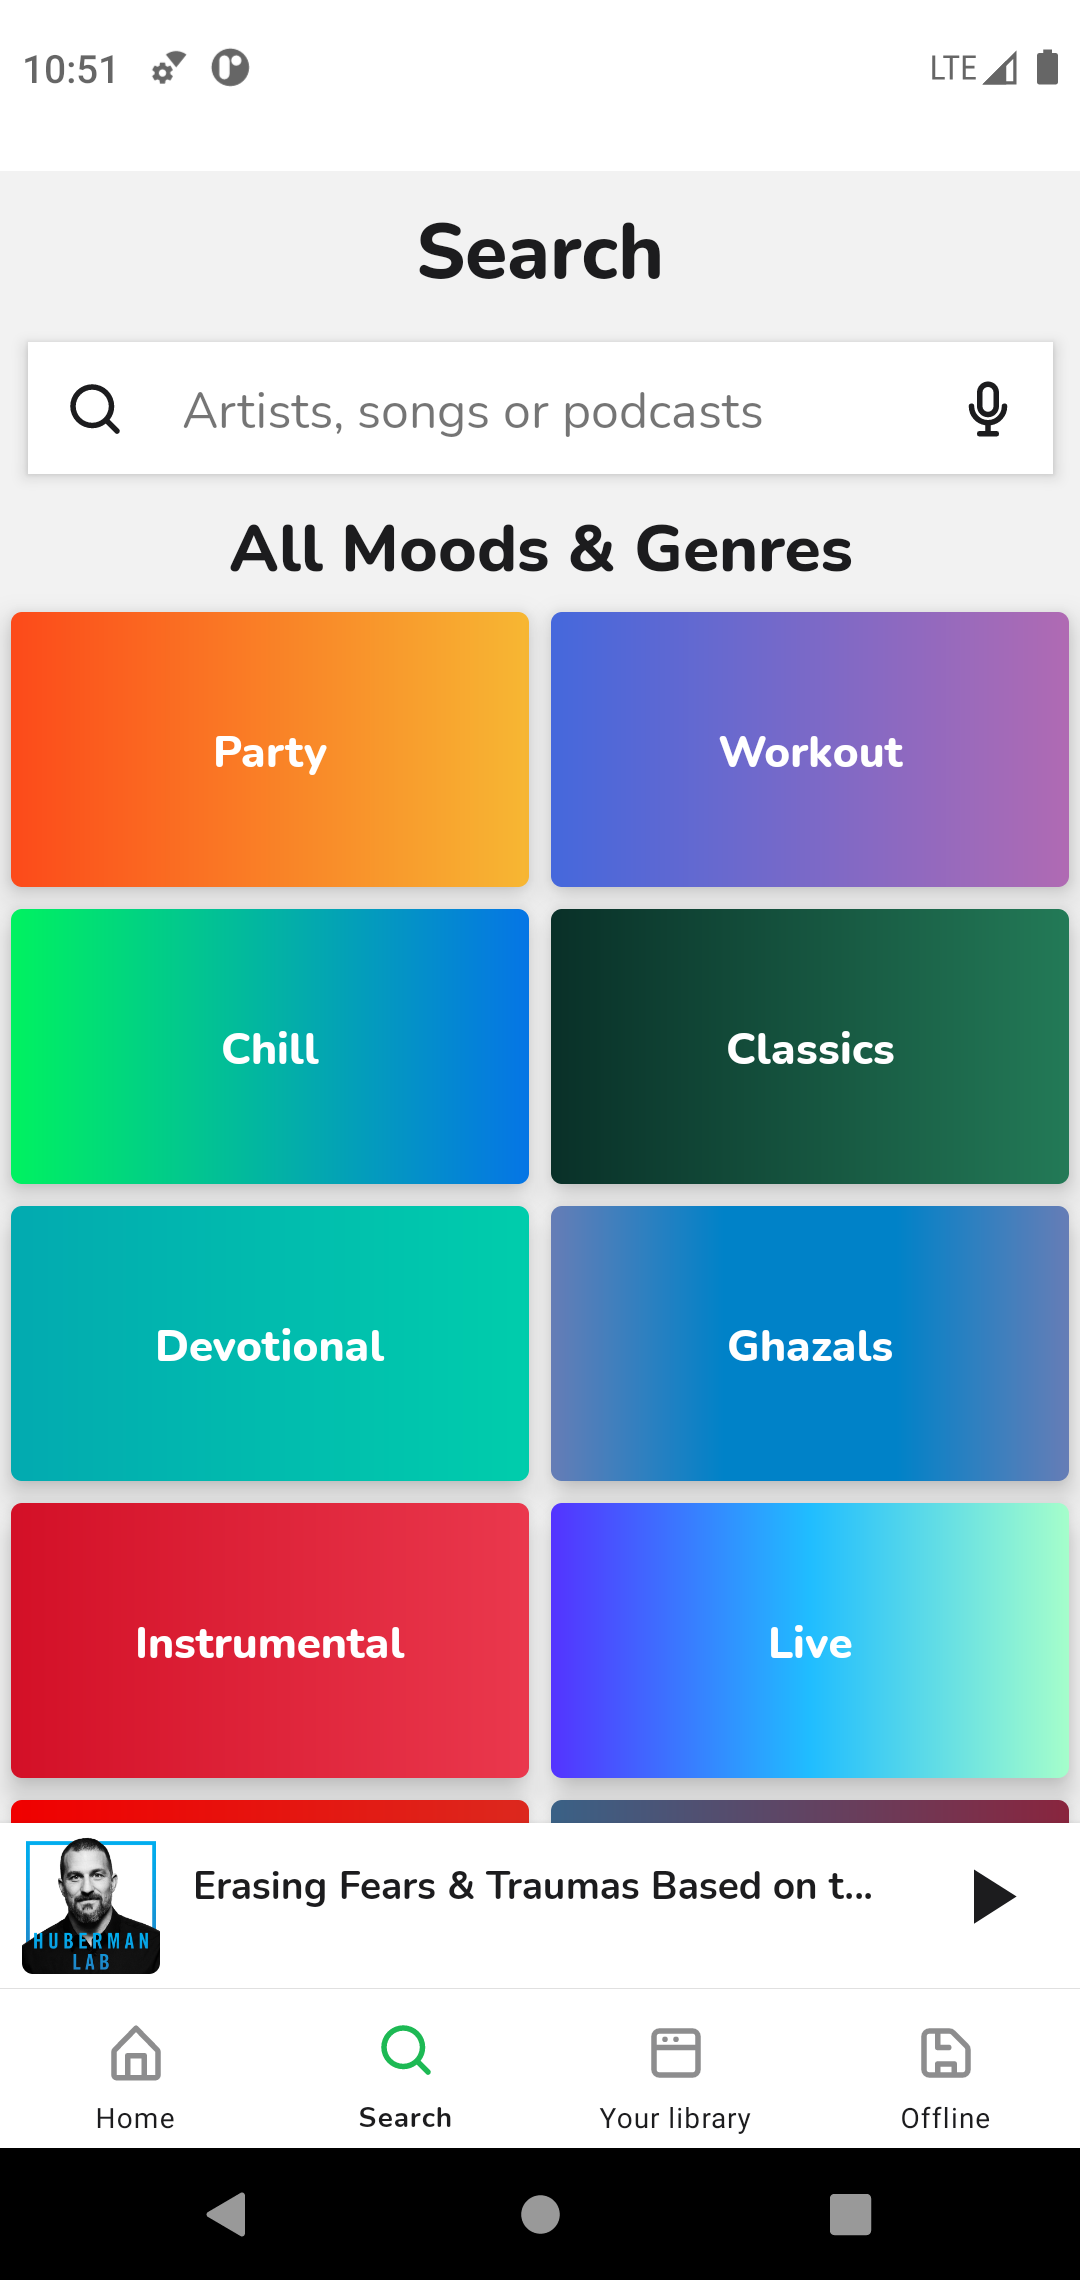 10:51
LTE
Search
Artists, songs or podcasts
All Moods & Genres
Party
Workout
Chill
Classics
Devotional
Ghazals
Instrumental
Live
HUBERMAN
LAB
Erasing Fears & Traumas Based on t...
Home
Search
Your library
Offline